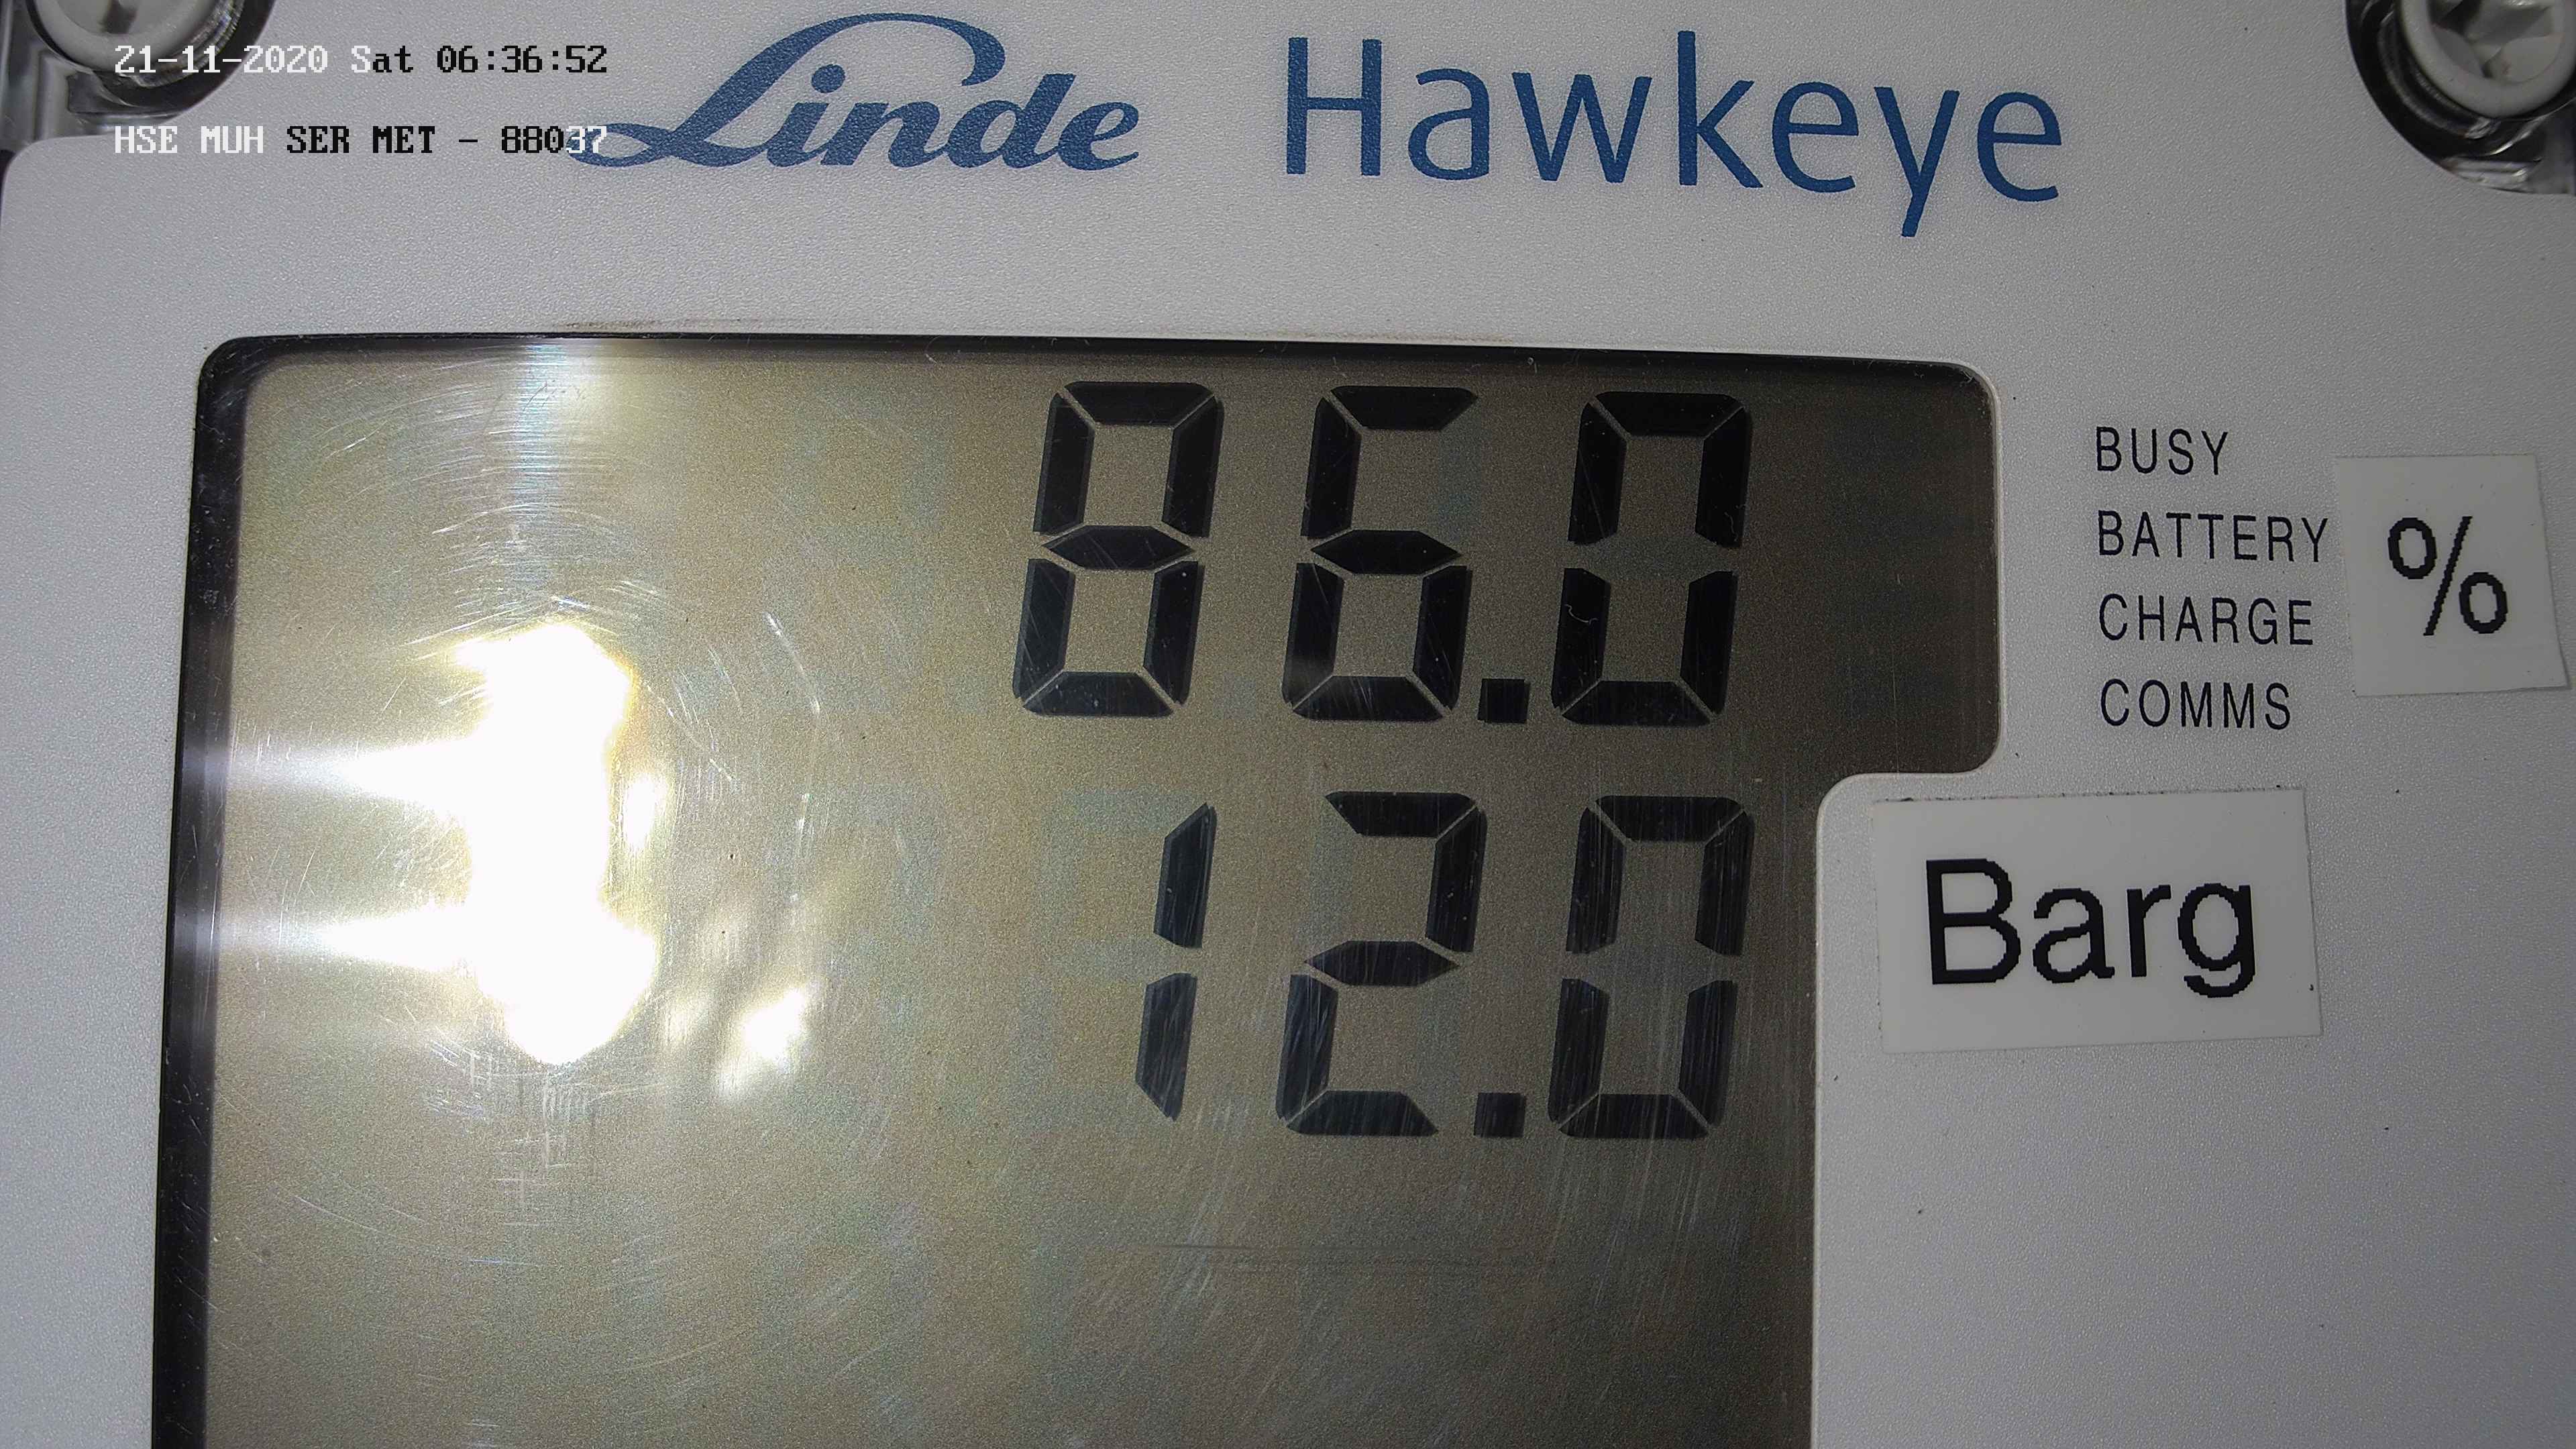 21-11-2020 Sat 06:36:52
HSE MUH SER MET - 88037
Linde Hawkeye
86.0
BUSY
BATTERY
CHARGE
COMMS
%
12.0
Barg